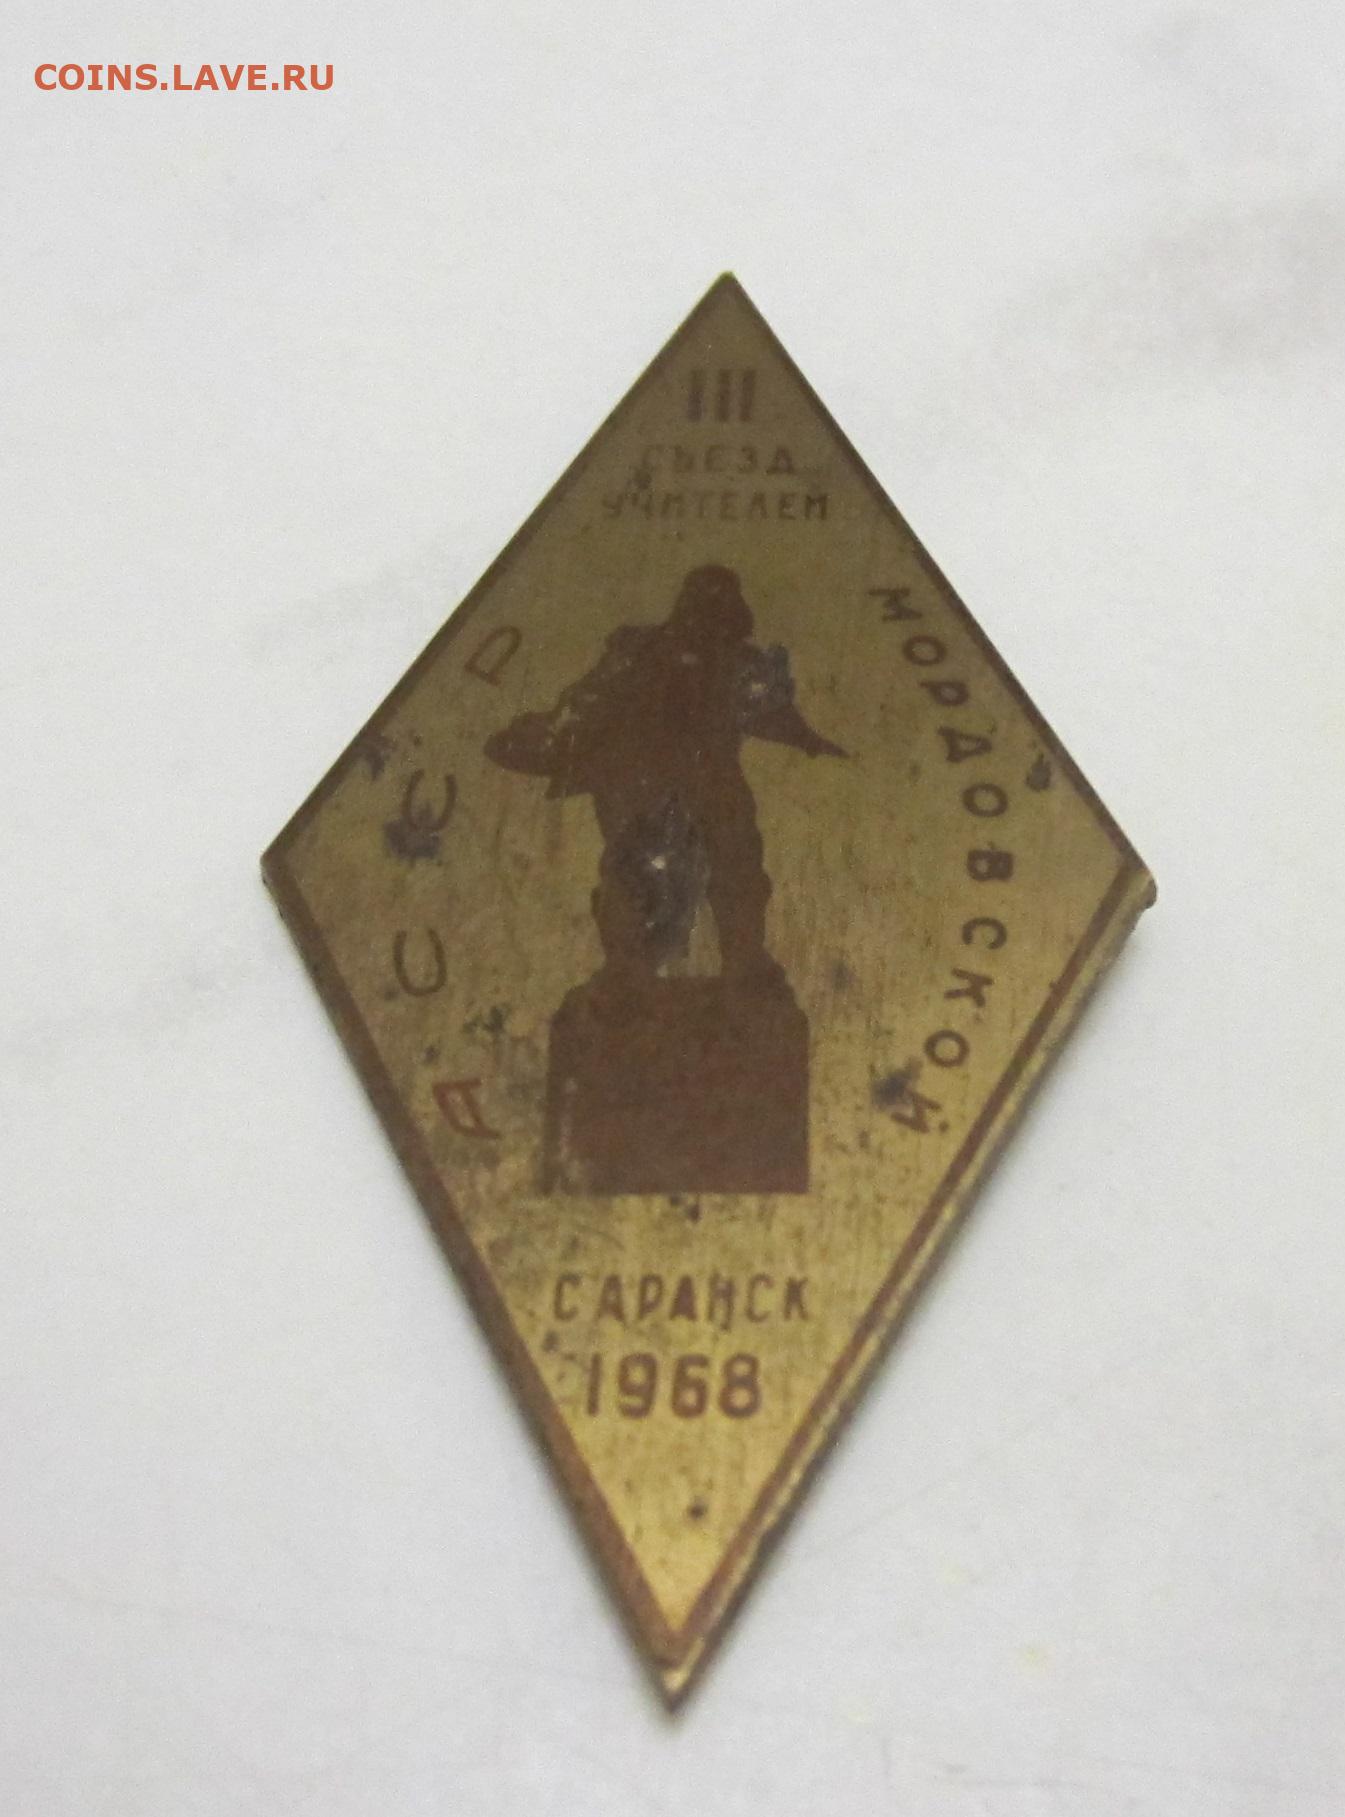 COINS.LAVE.RU
III
СЪЕЗД
УЧИТЕЛЕЙ
МОРДОВСКОЙ
АССР
САРАНСК
1968